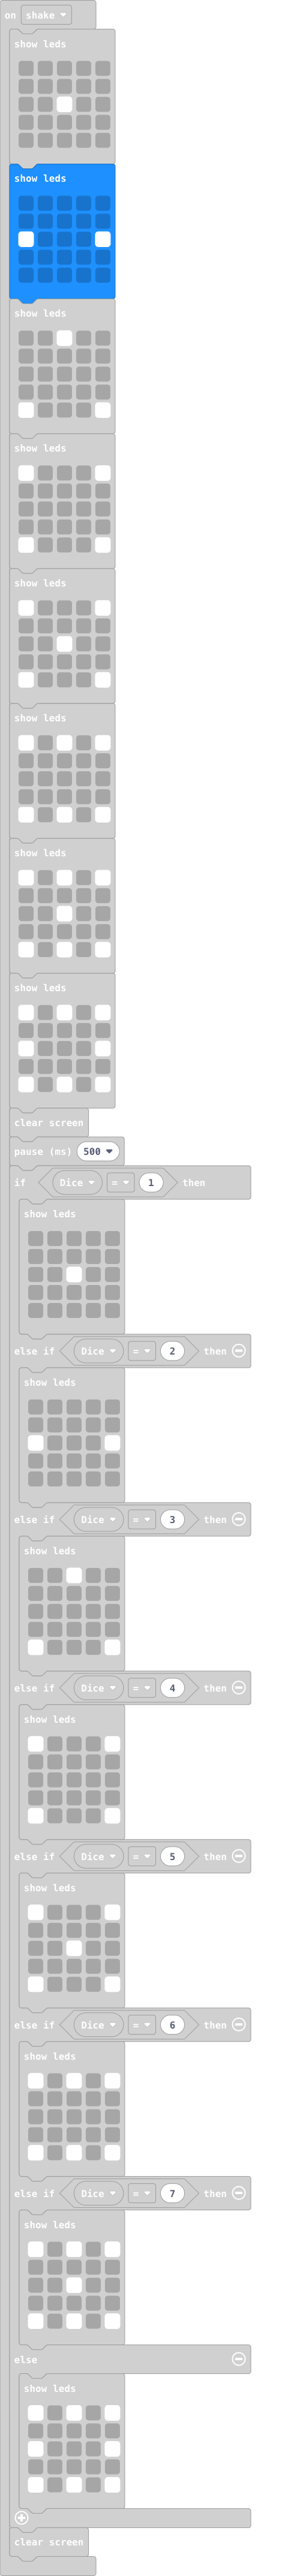 on shake
show leds
show leds
show leds
show leds
show leds
show leds
show leds
show leds
clear screen
pause (ms) 500
if Dice = 1 then
show leds
else if Dice = 2 then
show leds
else if Dice = 3 then
show leds
else if Dice = 4 then
show leds
else if Dice = 5 then
show leds
else if Dice = 6 then
show leds
else if Dice = 7 then
show leds
else
show leds
clear screen